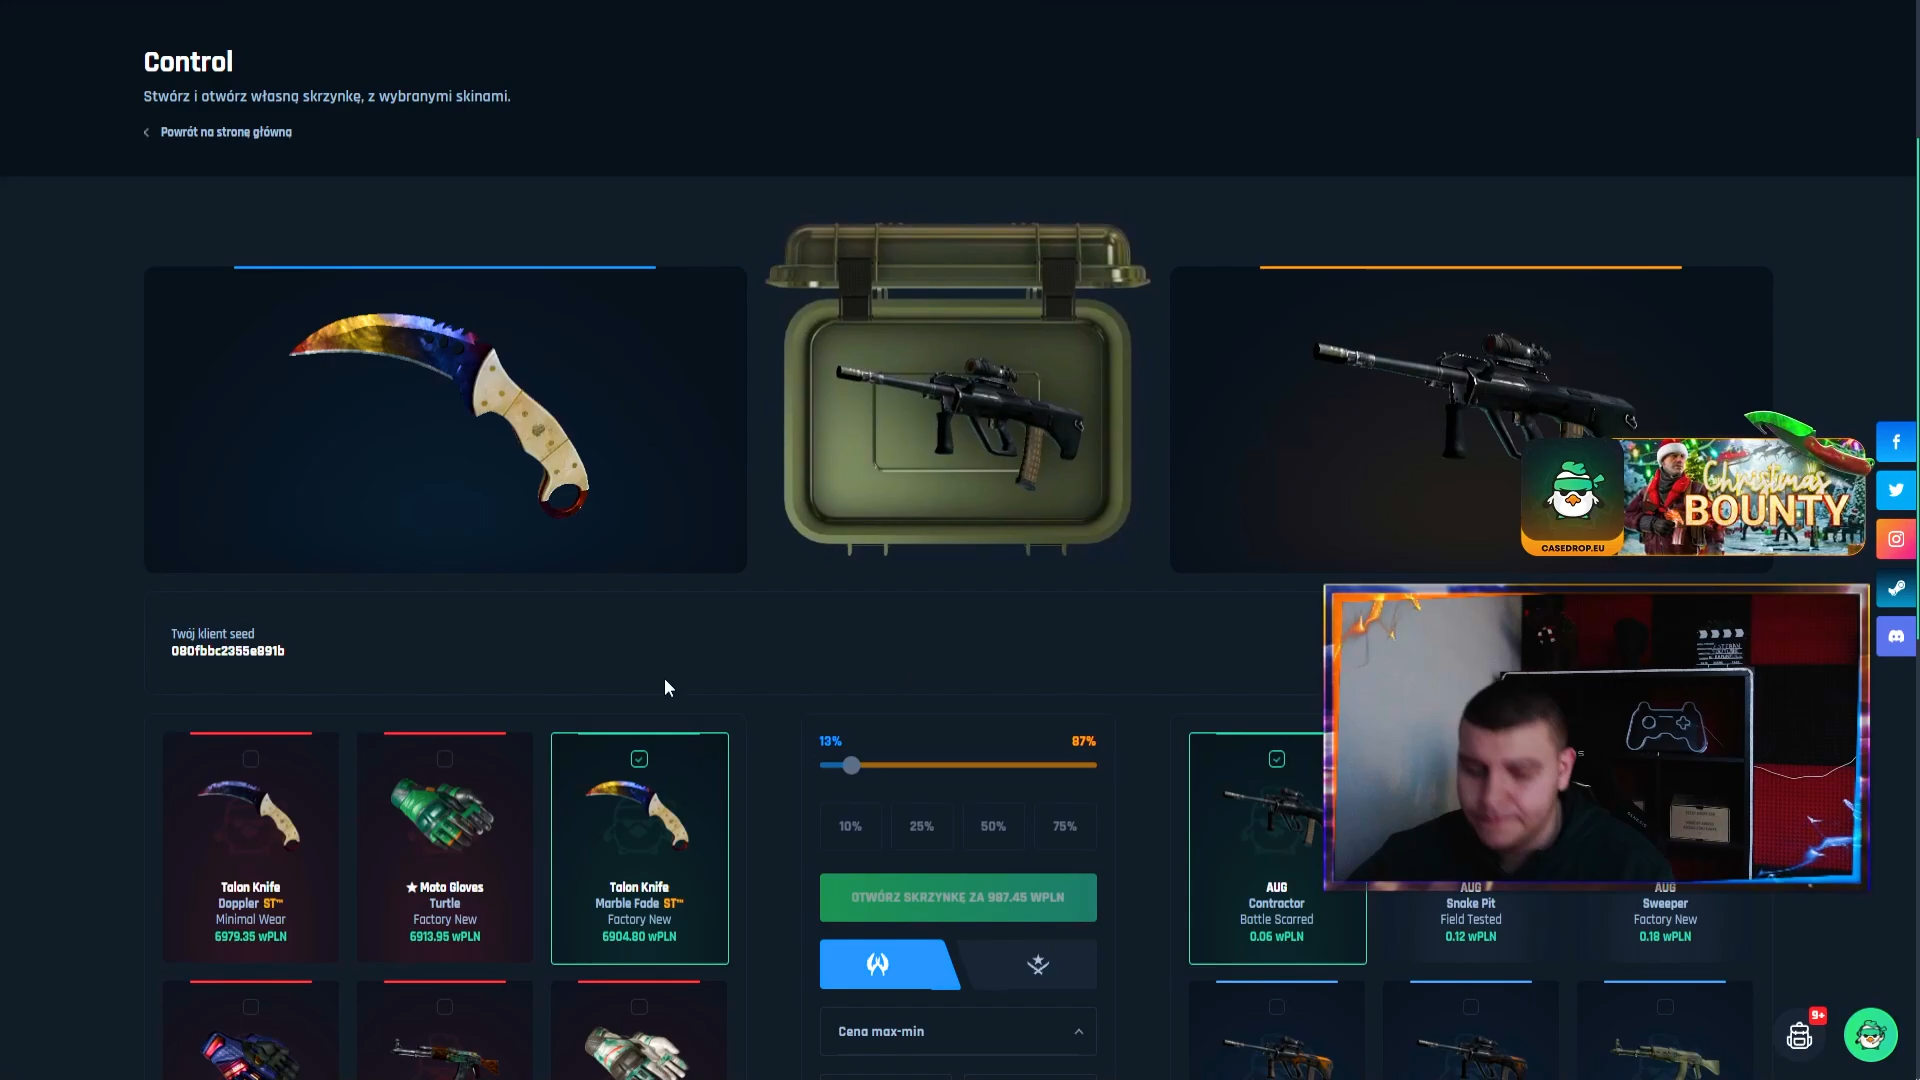 Control
Stwórz i otwórz własną skrzynkę, z wybranymi skinami.
Powrót na stronę główną
Christmas
BOUNTY
CASEDROP.EU
Twój klient seed
080fbbc2355e891b
13%
87%
10%
25%
50%
75%
OTWÓRZ SKRZYNKĘ ZA 987.45 WPLN
Cena max-min
Talon Knife
Doppler ST™
Minimal Wear
6979.35 wPLN
★ Moto Gloves
Turtle
Factory New
6913.95 wPLN
Talon Knife
Marble Fade ST™
Factory New
6904.80 wPLN
AUG
Contractor
Battle Scarred
0.06 wPLN
AUG
Snake Pit
Field Tested
0.12 wPLN
AUG
Sweeper
Factory New
0.18 wPLN
9+